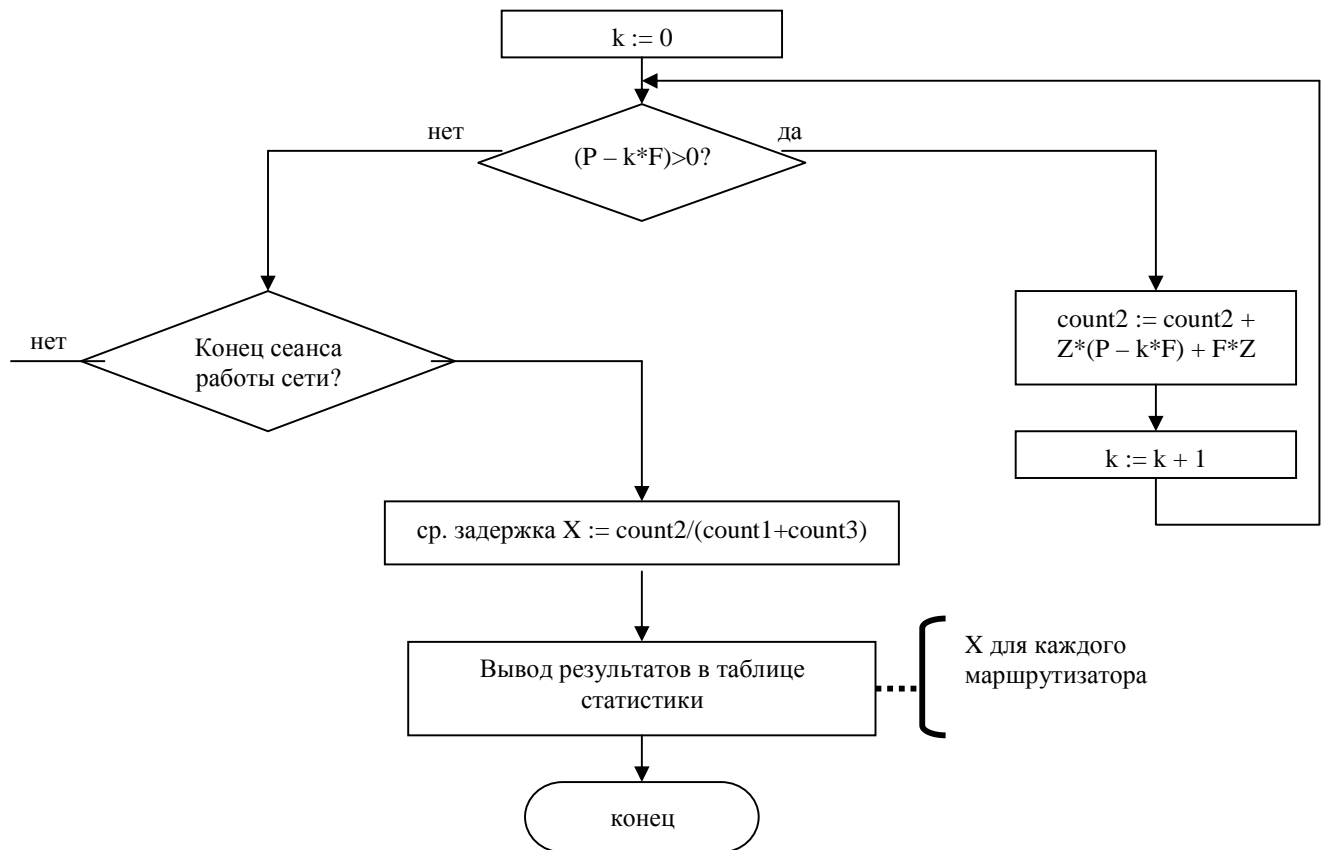 k := 0
нет
да
(P – k*F)>0?
нет
Конец сеанса
работы сети?
count2 := count2 +
Z*(P – k*F) + F*Z
k := k + 1
ср. задержка X := count2/(count1+count3)
Вывод результатов в таблице
статистики
X для каждого
маршрутизатора
конец